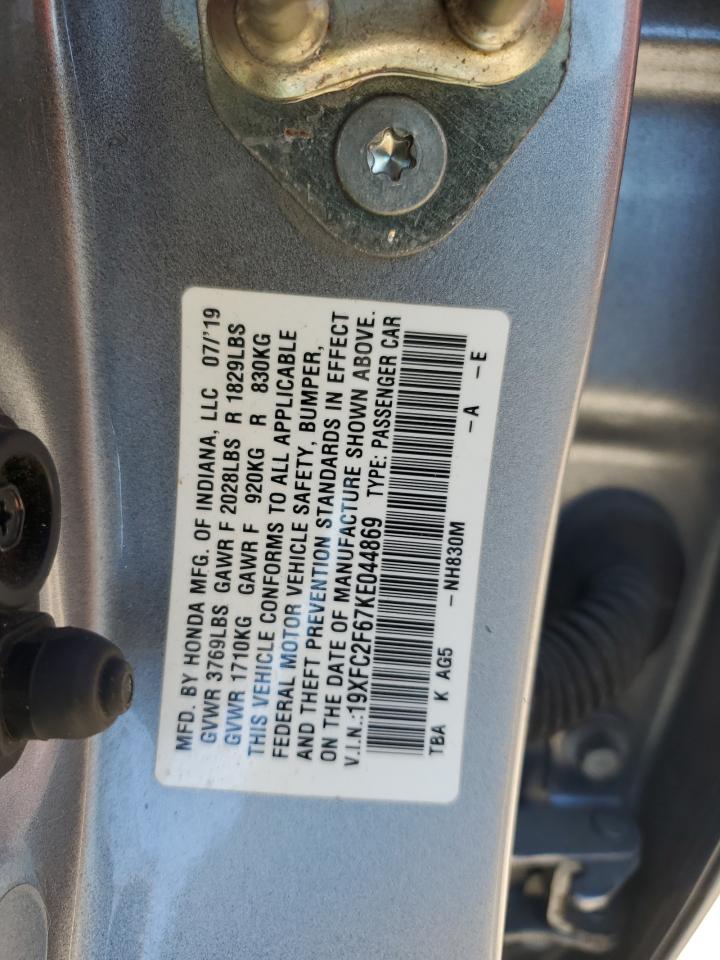 MFD. BY HONDA MFG. OF INDIANA, LLC 07/'19
GVWR 3769LBS GAWR F 2028LBS R 1829LBS
GVWR 1710KG GAWR F 920KG R 830KG
THIS VEHICLE CONFORMS TO ALL APPLICABLE
FEDERAL MOTOR VEHICLE SAFETY, BUMPER,
AND THEFT PREVENTION STANDARDS IN EFFECT
ON THE DATE OF MANUFACTURE SHOWN ABOVE.
V.I.N.:19XFC2F67KE044869 TYPE: PASSENGER CAR
TBA K AG5 -NH830M -A -E